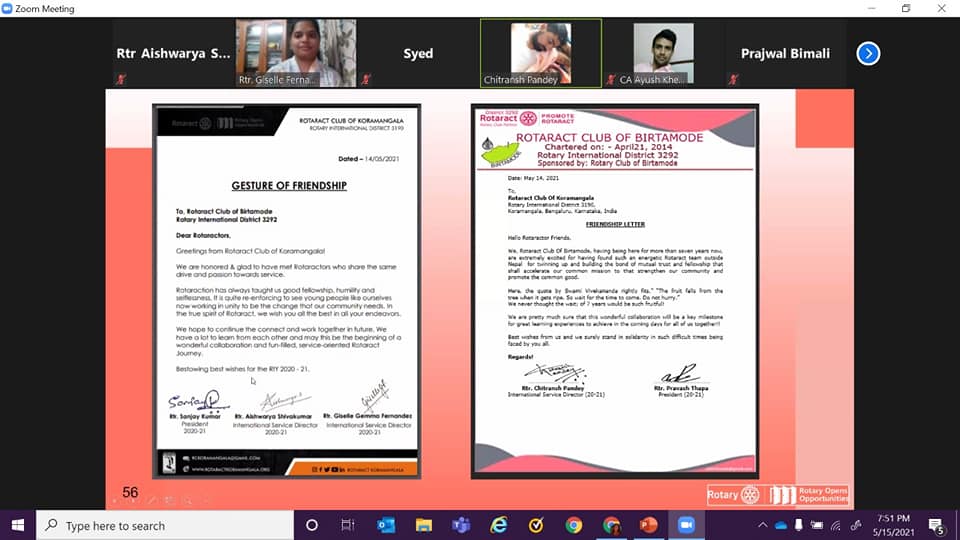 Zoom Meeting
Rtr Aishwarya S...
Rtr. Giselle Ferna...
Syed
Chitransh Pandey
CA Ayush Khe...
Prajwal Bimali
Rotaract
Rotary Opens
Opportunities
ROTARACT CLUB OF KORAMANGALA
ROTARY INTERNATIONAL DISTRICT 3190
Dated – 14/05/2021
GESTURE OF FRIENDSHIP
To, Rotaract Club of Birtamode
Rotary International District 3292
Dear Rotaractors,
Greetings from Rotaract Club of Koramangala!
We are honored & glad to have met Rotaractors who share the same
drive and passion towards service.
Rotaraction has always taught us good fellowship, humility and
selflessness. It is quite re-enforcing to see young people like ourselves
now working in unity to be the change that our community needs. In
the true spirit of Rotaract, we wish you all the best in all your endeavors.
We hope to continue the connect and work together in future. We
have a lot to learn from each other and may this be the beginning of a
wonderful collaboration and fun-filled, service-oriented Rotaract
Journey.
Bestowing best wishes for the RIY 2020 - 21.
Rtr. Sanjay Kumar
President
2020-21
Rtr. Aishwarya Shivakumar
International Service Director
2020-21
Rtr. Giselle Gemma Fernandez
International Service Director
2020-21
RCKORAMANGALA@GMAIL.COM
WWW.ROTARACTKORAMANGALA.ORG
ROTARACT KORAMANGALA
District 3292
Rotaract
PROMOTE
ROTARACT
BIRTAMODE
ROTARACT CLUB OF BIRTAMODE
Chartered on: - April21, 2014
Rotary International District 3292
Sponsored by: Rotary Club of Birtamode
Date: May 14, 2021
To,
Rotaract Club Of Koramangala
Rotary International District 3190,
Koramangala, Bengaluru, Karnataka, India
FRIENDSHIP LETTER
Hello Rotaractor Friends,
We, Rotaract Club Of Birtamode, having being here for more than seven years now,
are extremely excited for having found such an energetic Rotaract team outside
Nepal for twinning up and building the bond of mutual trust and fellowship that
shall accelerate our common mission to that strengthen our community and
promote the common good.
Here, the quote by Swami Vivekananda rightly fits," "The fruit falls from the
tree when it gets ripe. So wait for the time to come. Do not hurry."
We never thought the wait; of 7 years would be such fruitful!
We are pretty much sure that this wonderful collaboration will be a key milestone
for great learning experiences to achieve in the coming days for all of us together!!
Best wishes from us and we surely stand in solidarity in such difficult times being
faced by you all.
Regards!
Rtr. Chitransh Pandey
International Service Director (20-21)
Rtr. Pravash Thapa
President (20-21)
56
Rotary
Rotary Opens
Opportunities
Type here to search
7:51 PM
5/15/2021
5